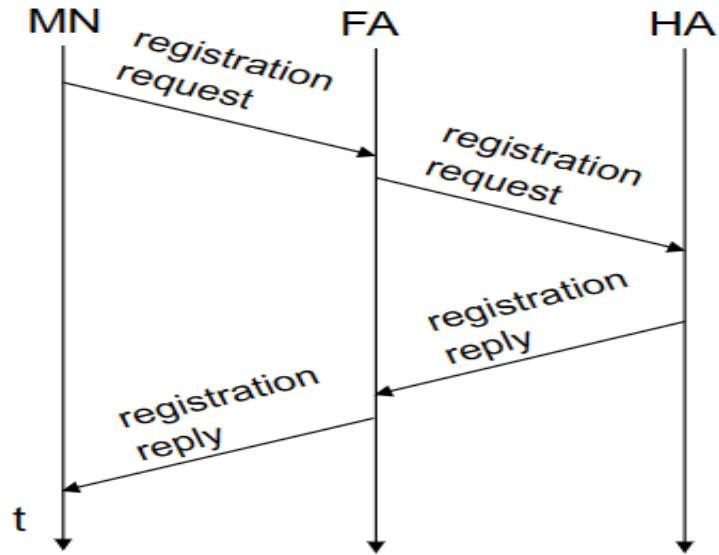 MN
FA
HA
registration
request
registration
request
registration
reply
registration
reply
t